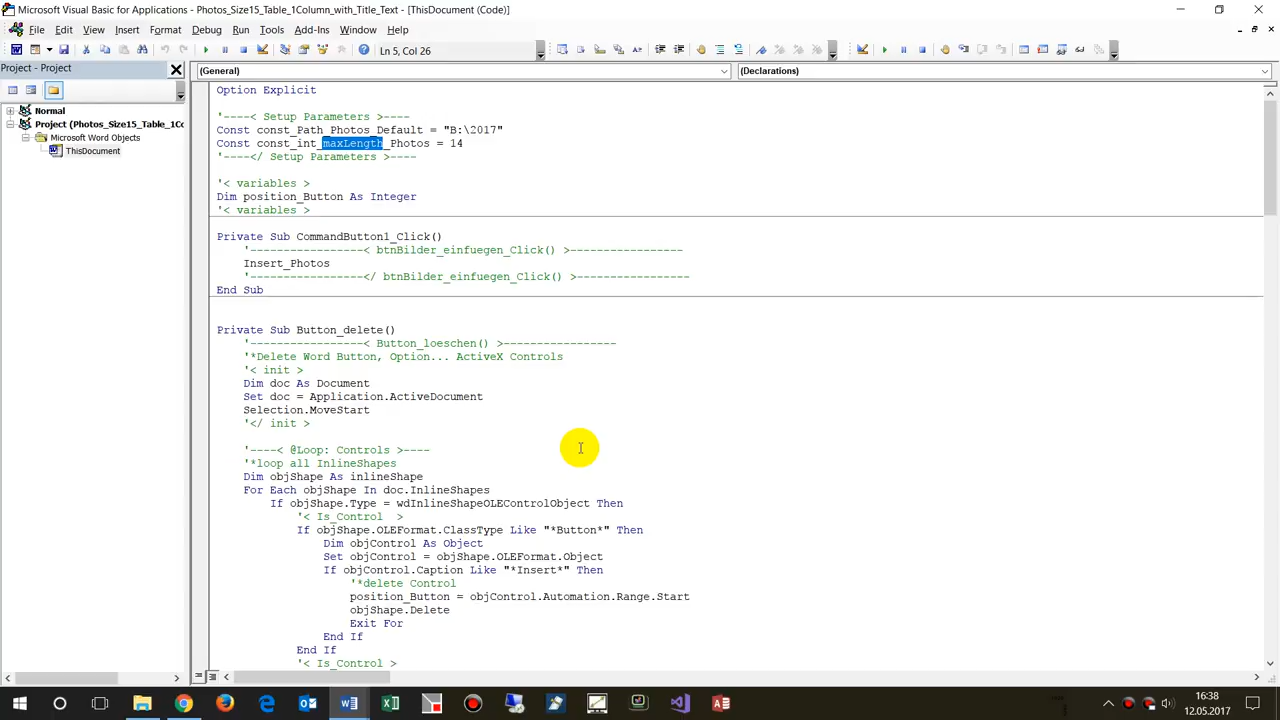 Microsoft Visual Basic for Applications - Photos_Size15_Table_1Column_with_Title_Text - [ThisDocument (Code)]
File Edit View Insert Format Debug Run Tools Add-Ins Window Help
Ln 5, Col 26
Project - Project
(General)
(Declarations)
Normal
Project (Photos_Size15_Table_1Co
Microsoft Word Objects
ThisDocument
Option Explicit
'----< Setup Parameters >----
Const const_Path_Photos_Default = "B:\2017"
Const const_int_maxLength_Photos = 14
'----</ Setup Parameters >----
'< variables >
Dim position_Button As Integer
'< variables >
Private Sub CommandButton1_Click()
'-----------------< btnBilder_einfuegen_Click() >-----------------
Insert_Photos
'-----------------</ btnBilder_einfuegen_Click() >-----------------
End Sub
Private Sub Button_delete()
'-----------------< Button_loeschen() >-----------------
'*Delete Word Button, Option... ActiveX Controls
'< init >
Dim doc As Document
Set doc = Application.ActiveDocument
Selection.MoveStart
'</ init >
'----< @Loop: Controls >----
'*loop all InlineShapes
Dim objShape As inlineShape
For Each objShape In doc.InlineShapes
If objShape.Type = wdInlineShapeOLEControlObject Then
'< Is_Control  >
If objShape.OLEFormat.ClassType Like "*Button*" Then
Dim objControl As Object
Set objControl = objShape.OLEFormat.Object
If objControl.Caption Like "*Insert*" Then
'*delete Control
position_Button = objControl.Automation.Range.Start
objShape.Delete
Exit For
End If
End If
'< Is_Control >
16:38
12.05.2017